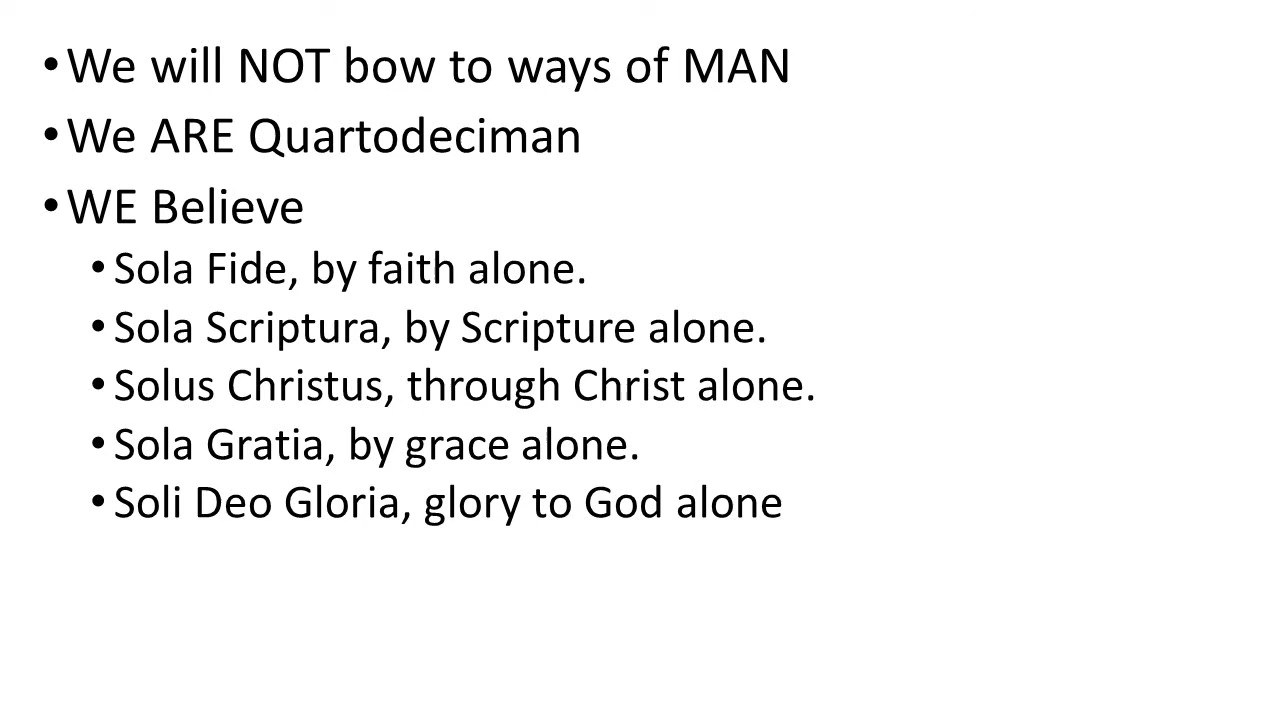 • We will NOT bow to ways of MAN
• We ARE Quartodeciman
• WE Believe
• Sola Fide, by faith alone.
• Sola Scriptura, by Scripture alone.
• Solus Christus, through Christ alone.
• Sola Gratia, by grace alone.
• Soli Deo Gloria, glory to God alone